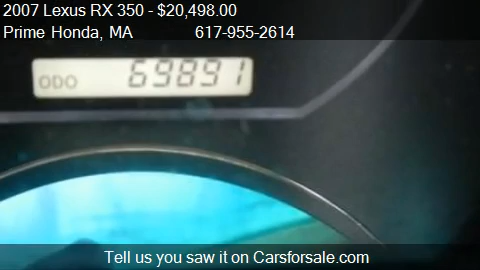 2007 Lexus RX 350 - $20,498.00
Prime Honda, MA 617-955-2614
ODO 69891
Tell us you saw it on Carsforsale.com